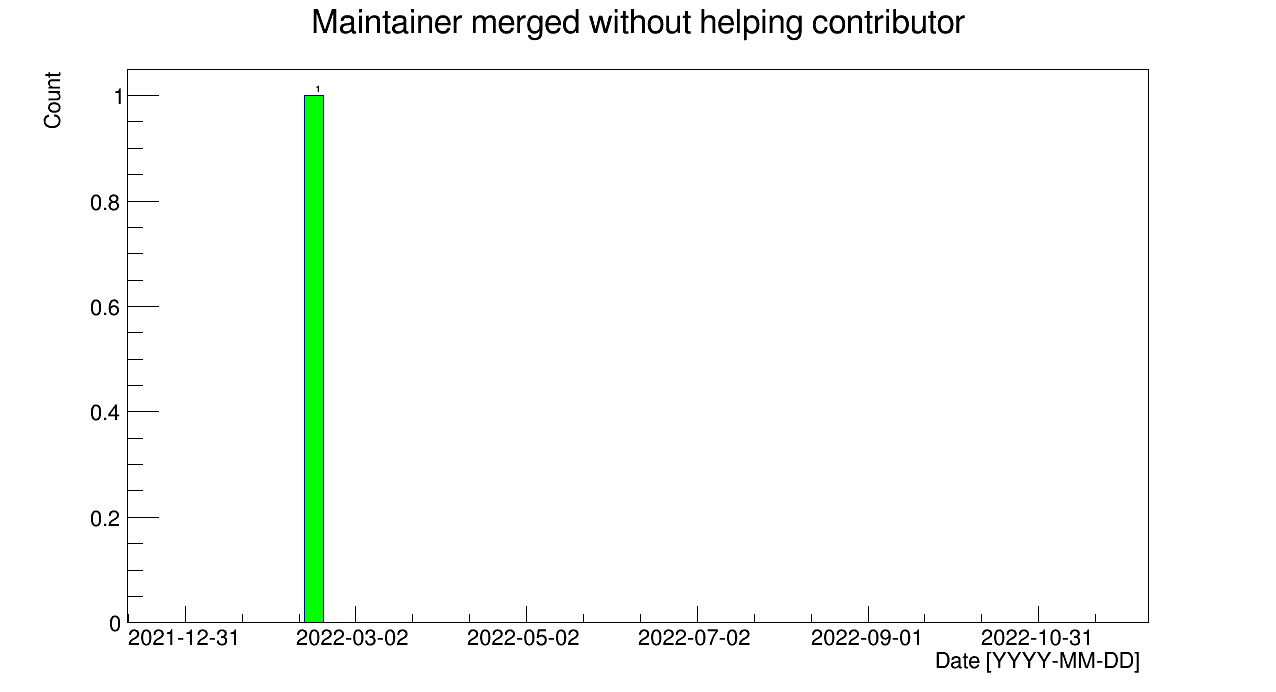 Maintainer merged without helping contributor
Count
1
1
0.8
0.6
0.4
0.2
0
2021-12-31 2022-03-02 2022-05-02 2022-07-02 2022-09-01 2022-10-31
Date [YYYY-MM-DD]